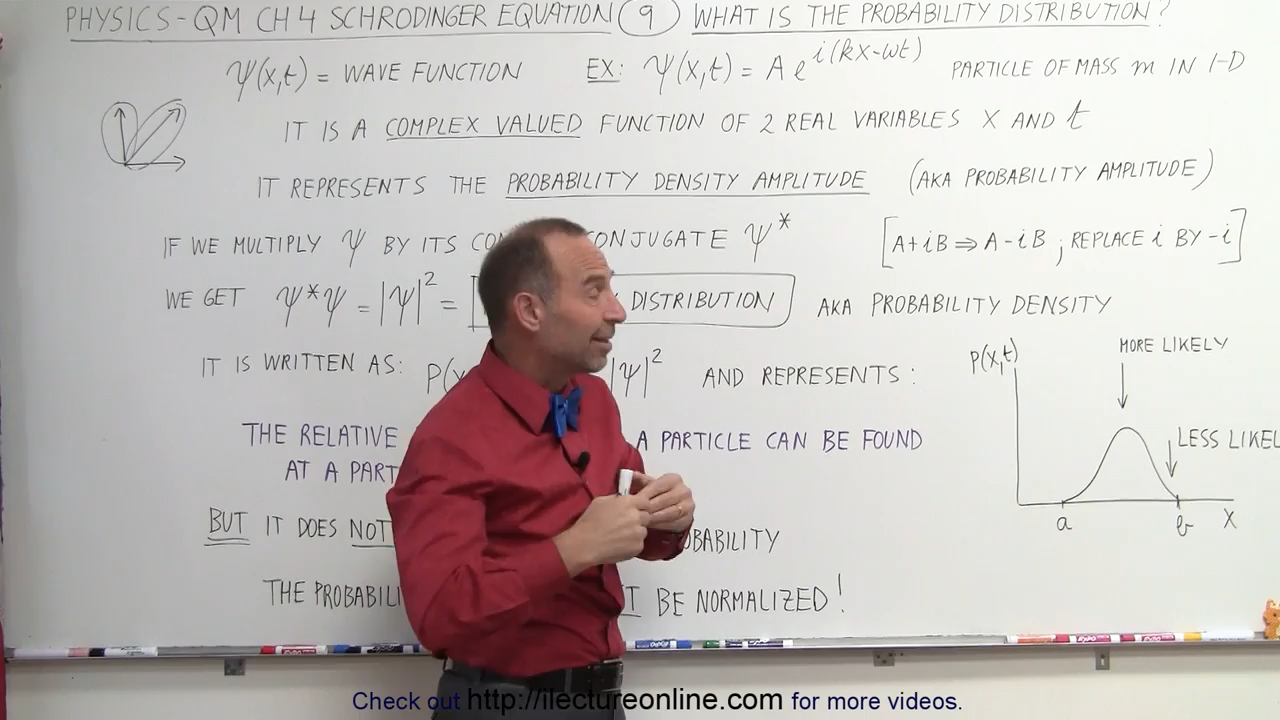 PHYSICS - QM CH 4 SCHRODINGER EQUATION 9 WHAT IS THE PROBABILITY DISTRIBUTION?
Ψ(x,t) = WAVE FUNCTION EX: Ψ(x,t) = A e^i(kx-ωt) PARTICLE OF MASS m IN 1-D
IT IS A COMPLEX VALUED FUNCTION OF 2 REAL VARIABLES X AND t
IT REPRESENTS THE PROBABILITY DENSITY AMPLITUDE (AKA PROBABILITY AMPLITUDE)
IF WE MULTIPLY Ψ BY ITS CONJUGATE Ψ* [A+iB ⇒ A-iB ; REPLACE i BY -i]
WE GET Ψ*Ψ = |Ψ|² = DISTRIBUTION AKA PROBABILITY DENSITY
IT IS WRITTEN AS: |Ψ|² AND REPRESENTS:
P(x,t)
MORE LIKELY
THE RELATIVE A PARTICLE CAN BE FOUND
LESS LIKEL
AT A
a b X
BUT IT DOES NOT
THE BE NORMALIZED!
Check out http://ilectureonline.com for more videos.